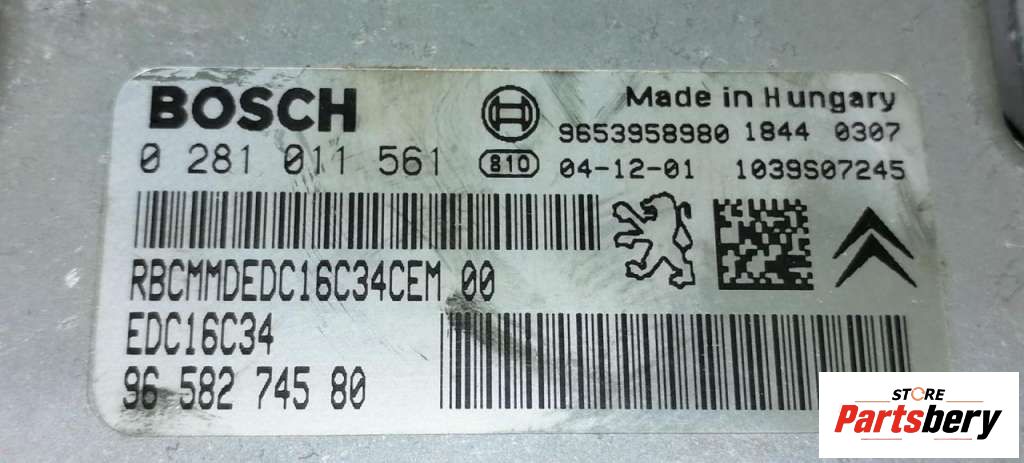 BOSCH
Made in Hungary
9653958980 1844 0307
0 281 011 561
810
04-12-01 1039S07245
RBCMMDEDC16C34CEM 00
EDC16C34
96 582 745 80
STORE
Partsbery